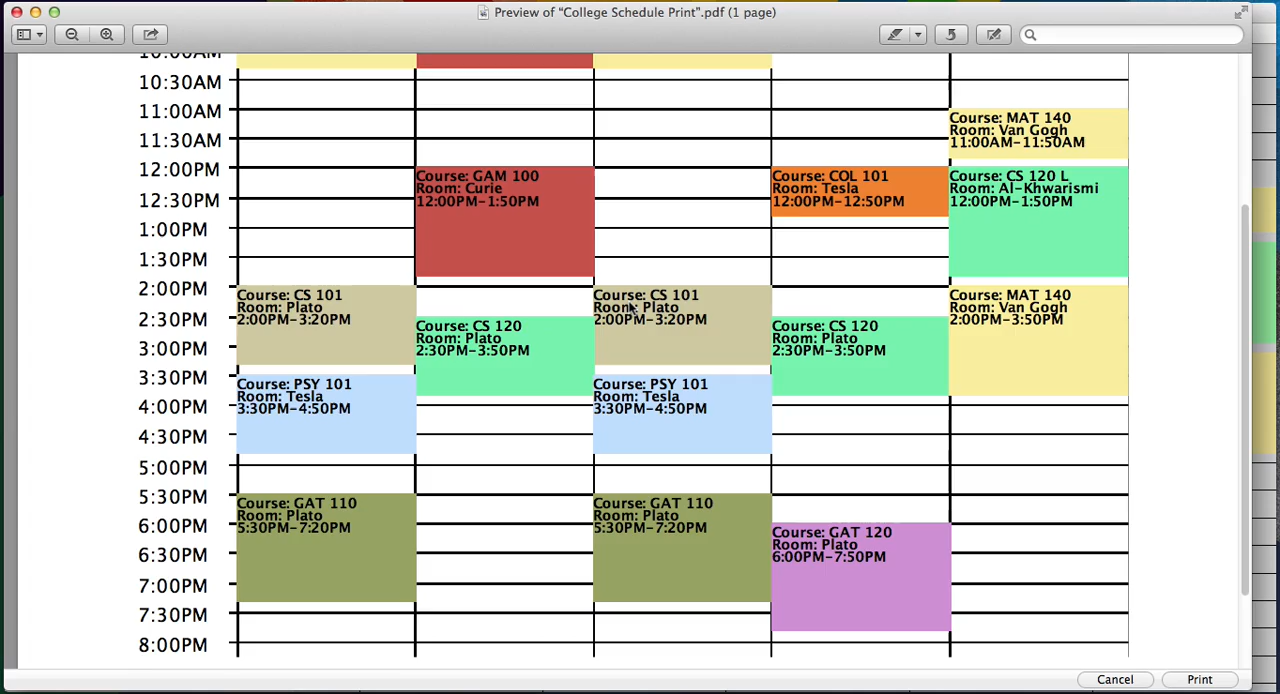 Preview of “College Schedule Print”.pdf (1 page)
10:00AM
10:30AM
11:00AM
11:30AM
12:00PM
12:30PM
1:00PM
1:30PM
2:00PM
2:30PM
3:00PM
3:30PM
4:00PM
4:30PM
5:00PM
5:30PM
6:00PM
6:30PM
7:00PM
7:30PM
8:00PM
Course: CS 101
Room: Plato
2:00PM-3:20PM
Course: PSY 101
Room: Tesla
3:30PM-4:50PM
Course: GAT 110
Room: Plato
5:30PM-7:20PM
Course: GAM 100
Room: Curie
12:00PM-1:50PM
Course: CS 120
Room: Plato
2:30PM-3:50PM
Course: CS 101
Room: Plato
2:00PM-3:20PM
Course: PSY 101
Room: Tesla
3:30PM-4:50PM
Course: GAT 110
Room: Plato
5:30PM-7:20PM
Course: COL 101
Room: Tesla
12:00PM-12:50PM
Course: CS 120
Room: Plato
2:30PM-3:50PM
Course: GAT 120
Room: Plato
6:00PM-7:50PM
Course: MAT 140
Room: Van Gogh
11:00AM-11:50AM
Course: CS 120 L
Room: Al-Khwarismi
12:00PM-1:50PM
Course: MAT 140
Room: Van Gogh
2:00PM-3:50PM
Cancel
Print